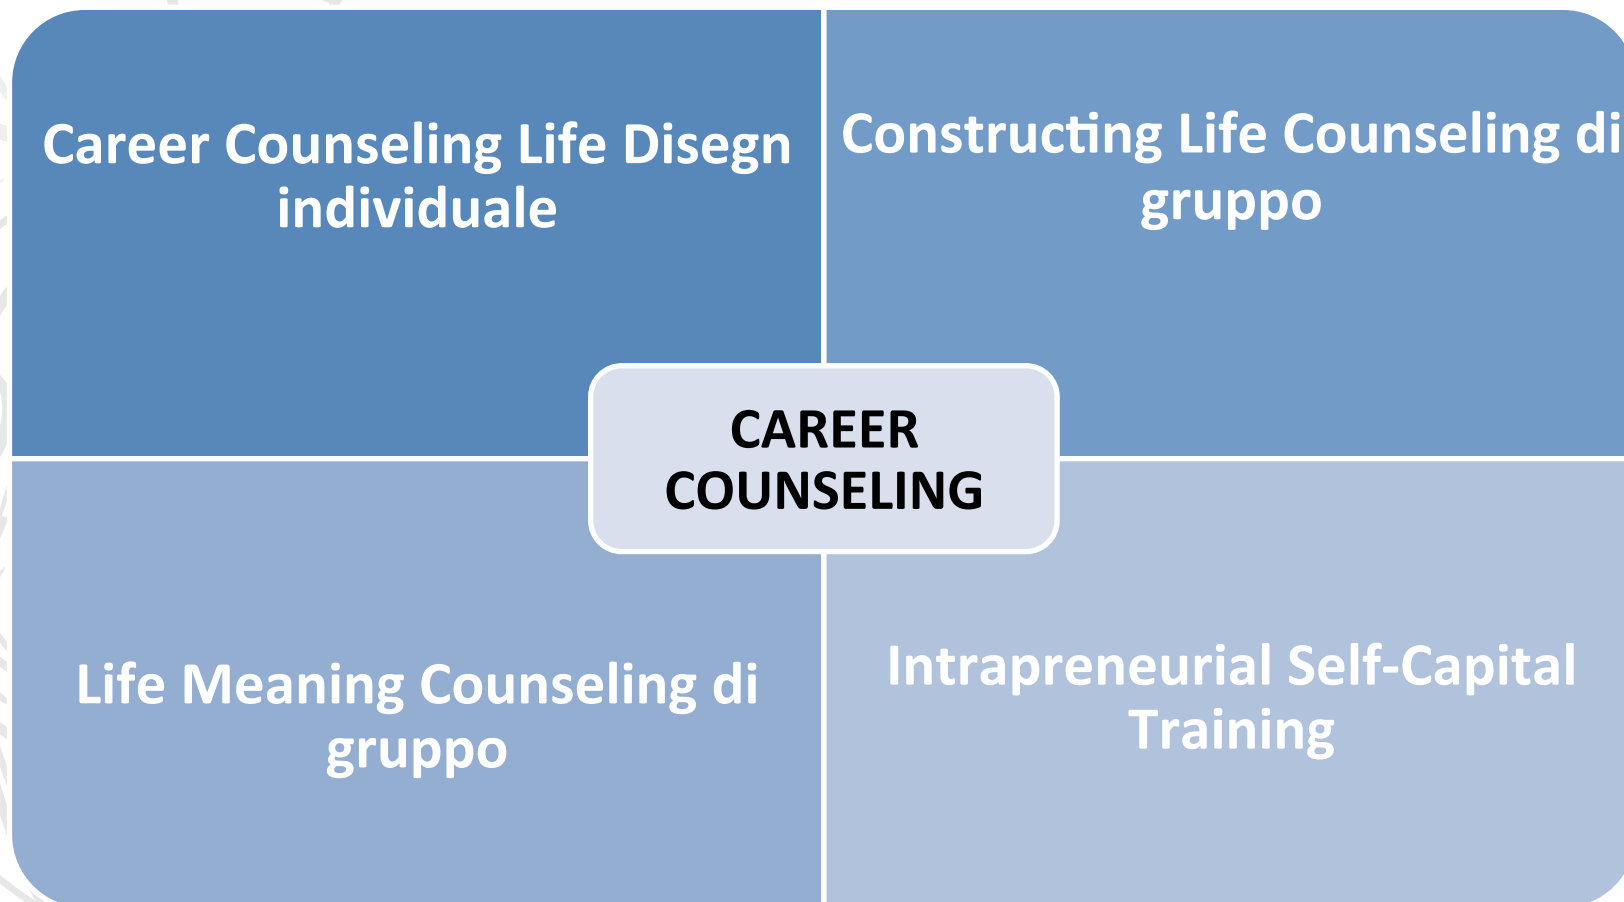 Career Counseling Life Disegn
individuale
Constructing Life Counseling di
gruppo
CAREER
COUNSELING
Life Meaning Counseling di
gruppo
Intrapreneurial Self-Capital
Training